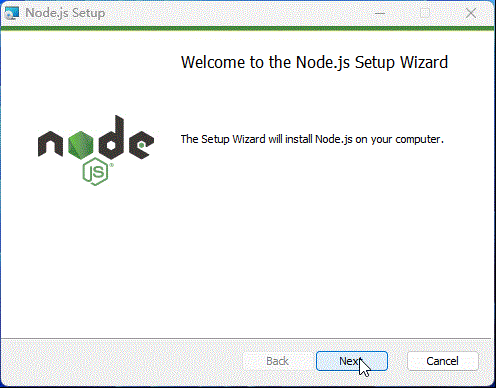 Node.js Setup
Welcome to the Node.js Setup Wizard
node
JS
The Setup Wizard will install Node.js on your computer.
Back
Next
Cancel